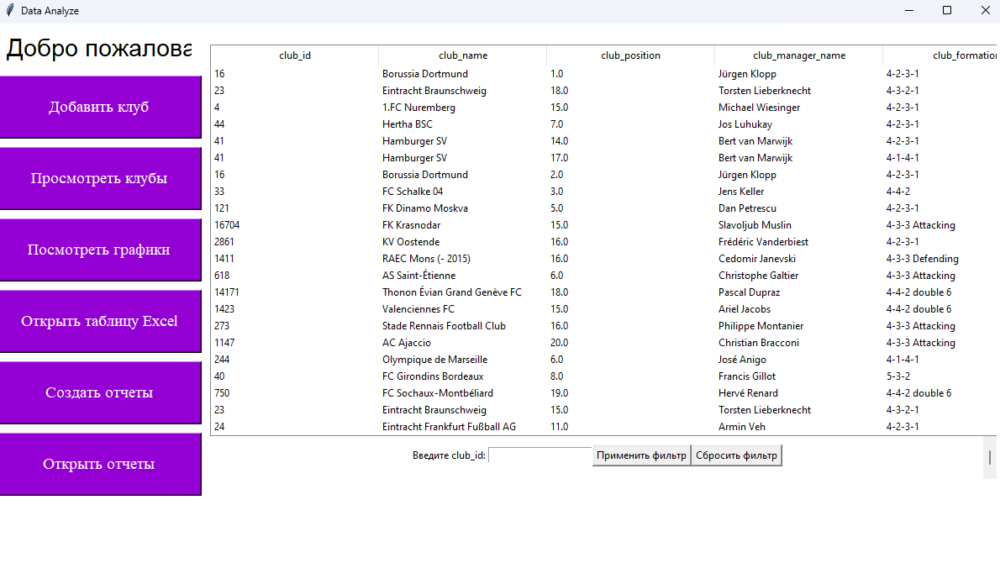 Data Analyze
Добро пожалова
Добавить клуб
Просмотреть клубы
Посмотреть графики
Открыть таблицу Excel
Создать отчеты
Открыть отчеты
club_id club_name club_position club_manager_name club_formation
16 Borussia Dortmund 1.0 Jürgen Klopp 4-2-3-1
23 Eintracht Braunschweig 18.0 Torsten Lieberknecht 4-3-2-1
4 1.FC Nuremberg 15.0 Michael Wiesinger 4-2-3-1
44 Hertha BSC 7.0 Jos Luhukay 4-2-3-1
41 Hamburger SV 14.0 Bert van Marwijk 4-2-3-1
41 Hamburger SV 17.0 Bert van Marwijk 4-1-4-1
16 Borussia Dortmund 2.0 Jürgen Klopp 4-2-3-1
33 FC Schalke 04 3.0 Jens Keller 4-4-2
121 FK Dinamo Moskva 5.0 Dan Petrescu 4-2-3-1
16704 FK Krasnodar 15.0 Slavoljub Muslin 4-3-3 Attacking
2861 KV Oostende 16.0 Frédéric Vanderbiest 4-2-3-1
1411 RAEC Mons (- 2015) 16.0 Cedomir Janevski 4-3-3 Defending
618 AS Saint-Étienne 6.0 Christophe Galtier 4-3-3 Attacking
14171 Thonon Évian Grand Genève FC 18.0 Pascal Dupraz 4-4-2 double 6
1423 Valenciennes FC 15.0 Ariel Jacobs 4-4-2 double 6
273 Stade Rennais Football Club 16.0 Philippe Montanier 4-3-3 Attacking
1147 AC Ajaccio 20.0 Christian Bracconi 4-3-3 Attacking
244 Olympique de Marseille 6.0 José Anigo 4-1-4-1
40 FC Girondins Bordeaux 8.0 Francis Gillot 5-3-2
750 FC Sochaux-Montbéliard 19.0 Hervé Renard 4-4-2 double 6
23 Eintracht Braunschweig 15.0 Torsten Lieberknecht 4-3-2-1
24 Eintracht Frankfurt Fußball AG 11.0 Armin Veh 4-2-3-1
Введите club_id: Применить фильтр Сбросить фильтр